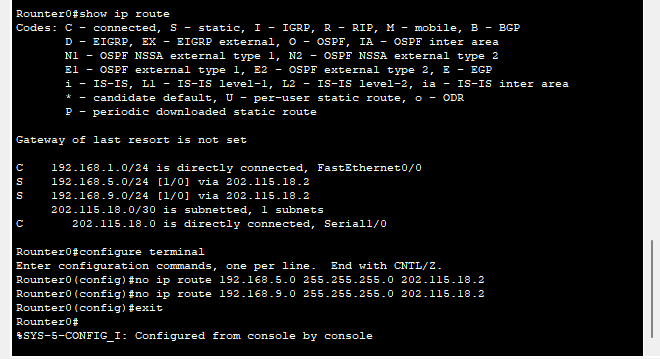 Rounter0#show ip route
Codes: C - connected, S - static, I - IGRP, R - RIP, M - mobile, B - BGP
D - EIGRP, EX - EIGRP external, O - OSPF, IA - OSPF inter area
N1 - OSPF NSSA external type 1, N2 - OSPF NSSA external type 2
E1 - OSPF external type 1, E2 - OSPF external type 2, E - EGP
i - IS-IS, L1 - IS-IS level-1, L2 - IS-IS level-2, ia - IS-IS inter area
* - candidate default, U - per-user static route, o - ODR
P - periodic downloaded static route
Gateway of last resort is not set
C 192.168.1.0/24 is directly connected, FastEthernet0/0
S 192.168.5.0/24 [1/0] via 202.115.18.2
S 192.168.9.0/24 [1/0] via 202.115.18.2
202.115.18.0/30 is subnetted, 1 subnets
C 202.115.18.0 is directly connected, Serial1/0
Rounter0#configure terminal
Enter configuration commands, one per line. End with CNTL/Z.
Rounter0(config)#no ip route 192.168.5.0 255.255.255.0 202.115.18.2
Rounter0(config)#no ip route 192.168.9.0 255.255.255.0 202.115.18.2
Rounter0(config)#exit
Rounter0#
%SYS-5-CONFIG_I: Configured from console by console